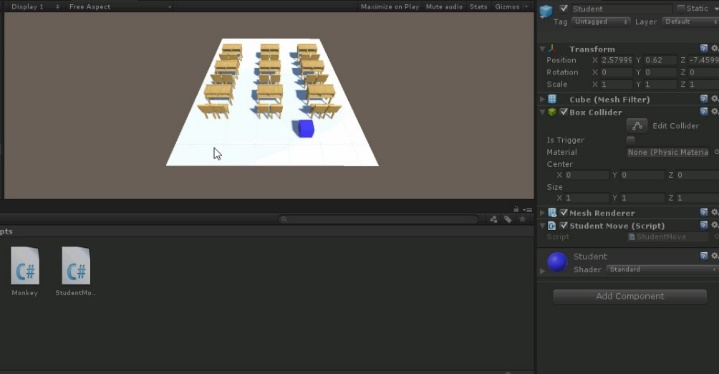 Display 1 Free Aspect Maximize on Play Mute audio Stats Gizmos
Student Static
Tag Untagged Layer Default
Transform
Position X 2.57999 Y 0.62 Z -7.4599
Rotation X 0 Y 0 Z 0
Scale X 1 Y 1 Z 1
Cube (Mesh Filter)
Box Collider
Edit Collider
Is Trigger
Material None (Physic Materia
Center
X 0 Y 0 Z 0
Size
X 1 Y 1 Z 1
Mesh Renderer
Student Move (Script)
Script StudentMove
Student
Shader Standard
Add Component
pts
C# C#
Monkey StudentMo...